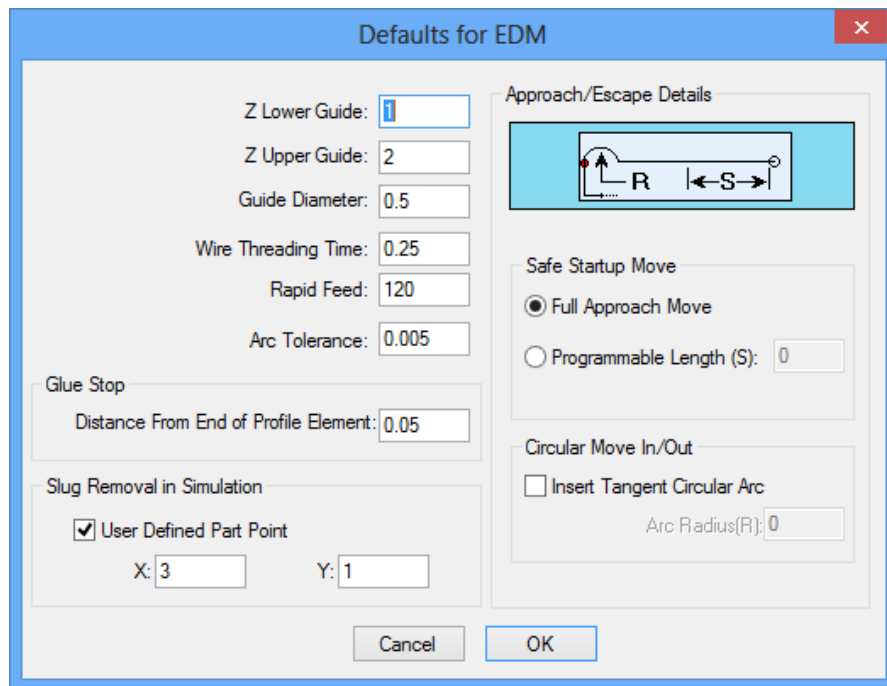 Defaults for EDM
Z Lower Guide: 1
Z Upper Guide: 2
Guide Diameter: 0.5
Wire Threading Time: 0.25
Rapid Feed: 120
Arc Tolerance: 0.005
Glue Stop
Distance From End of Profile Element: 0.05
Slug Removal in Simulation
User Defined Part Point
X: 3 Y: 1
Approach/Escape Details
R S
Safe Startup Move
Full Approach Move
Programmable Length (S): 0
Circular Move In/Out
Insert Tangent Circular Arc
Arc Radius(R): 0
Cancel OK